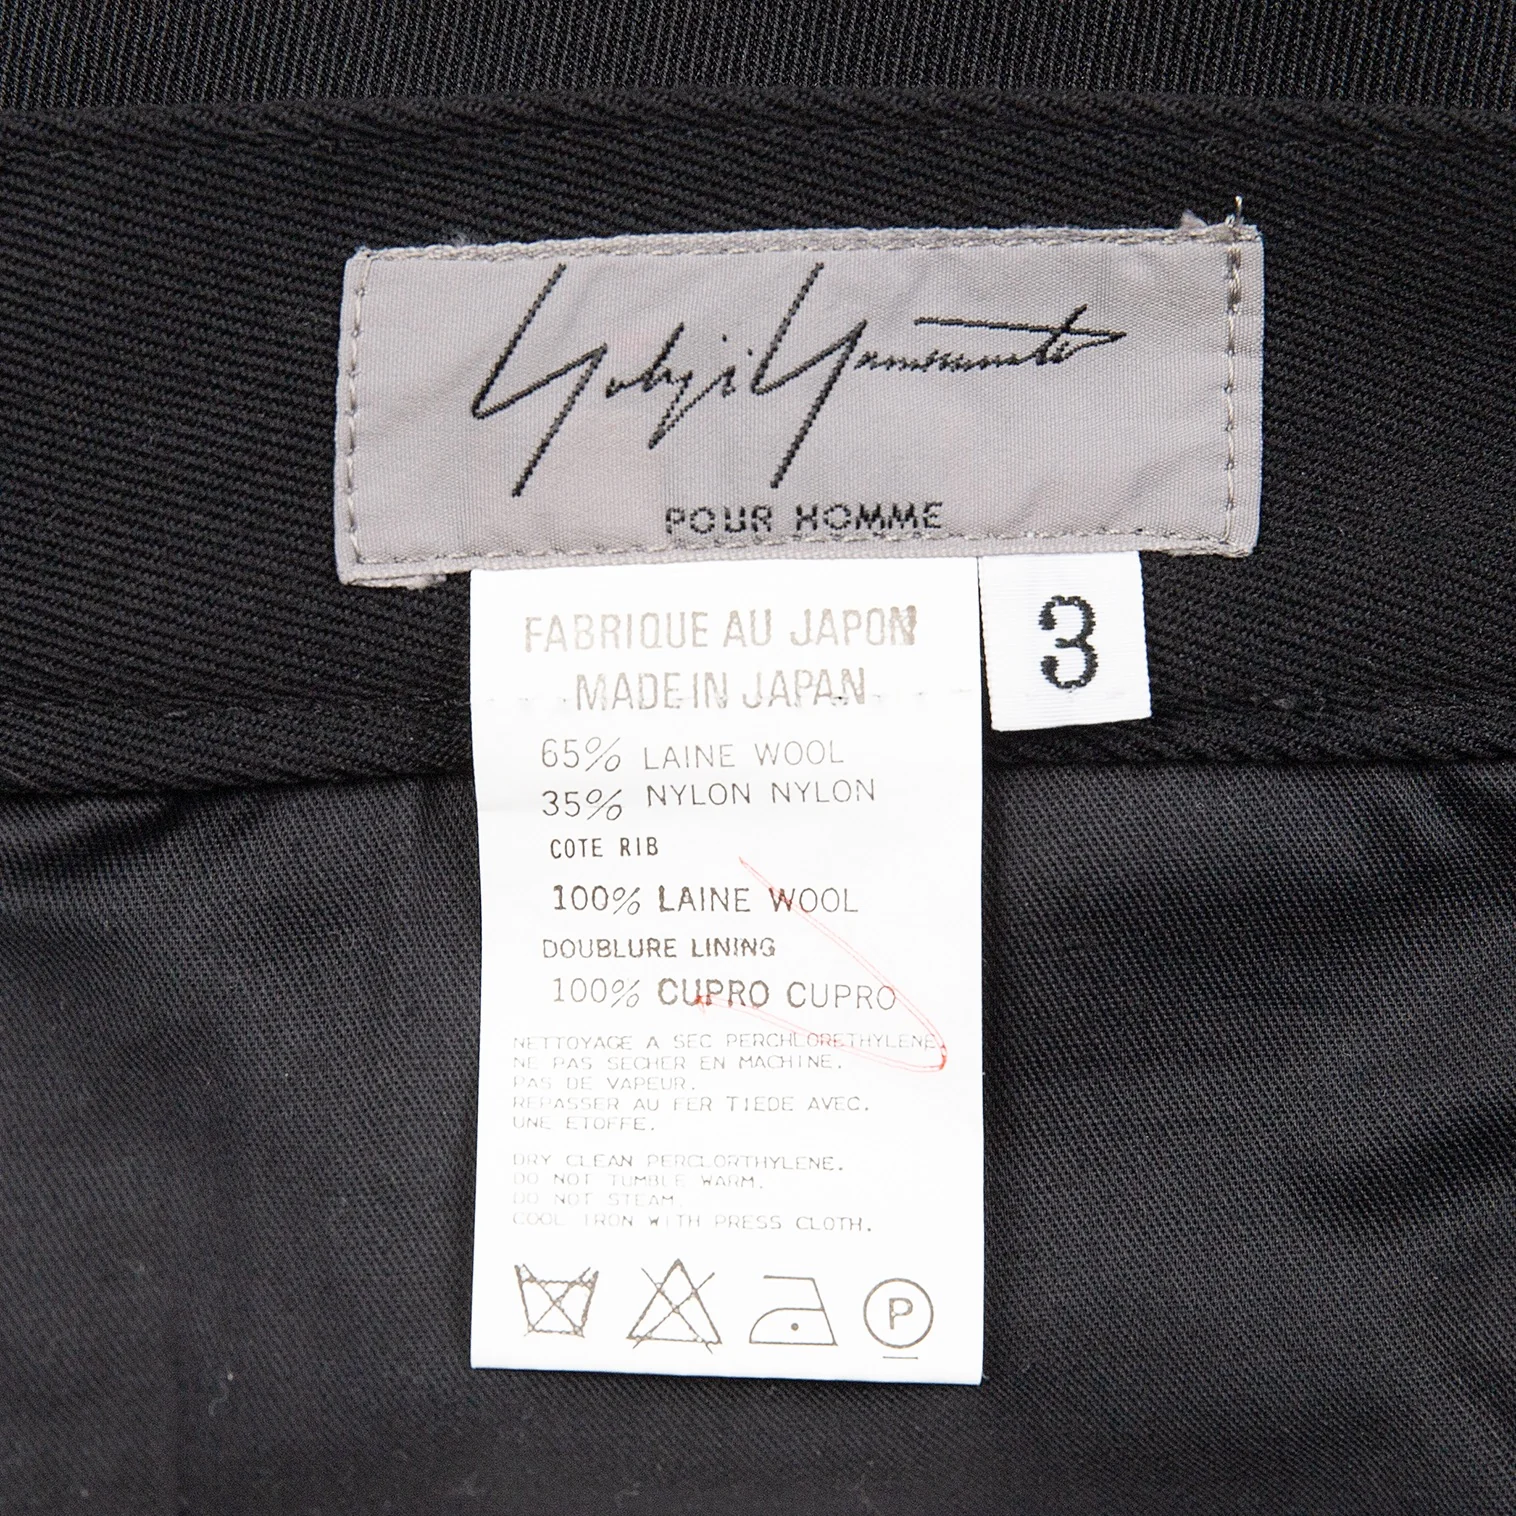 Yohji Yamamoto
POUR HOMME
3
FABRIQUE AU JAPON
MADE IN JAPAN
65% LAINE WOOL
35% NYLON NYLON
COTE RIB
100% LAINE WOOL
DOUBLURE LINING
100% CUPRO CUPRO
NETTOYAGE A SEC PERCHLORETHYLENE
NE PAS SECHER EN MACHINE.
PAS DE VAPEUR.
REPASSER AU FER TIEDE AVEC.
UNE ETOFFE.
DRY CLEAN PERCLORTHYLENE.
DO NOT TUMBLE WARM.
DO NOT STEAM.
COOL IRON WITH PRESS CLOTH.
P